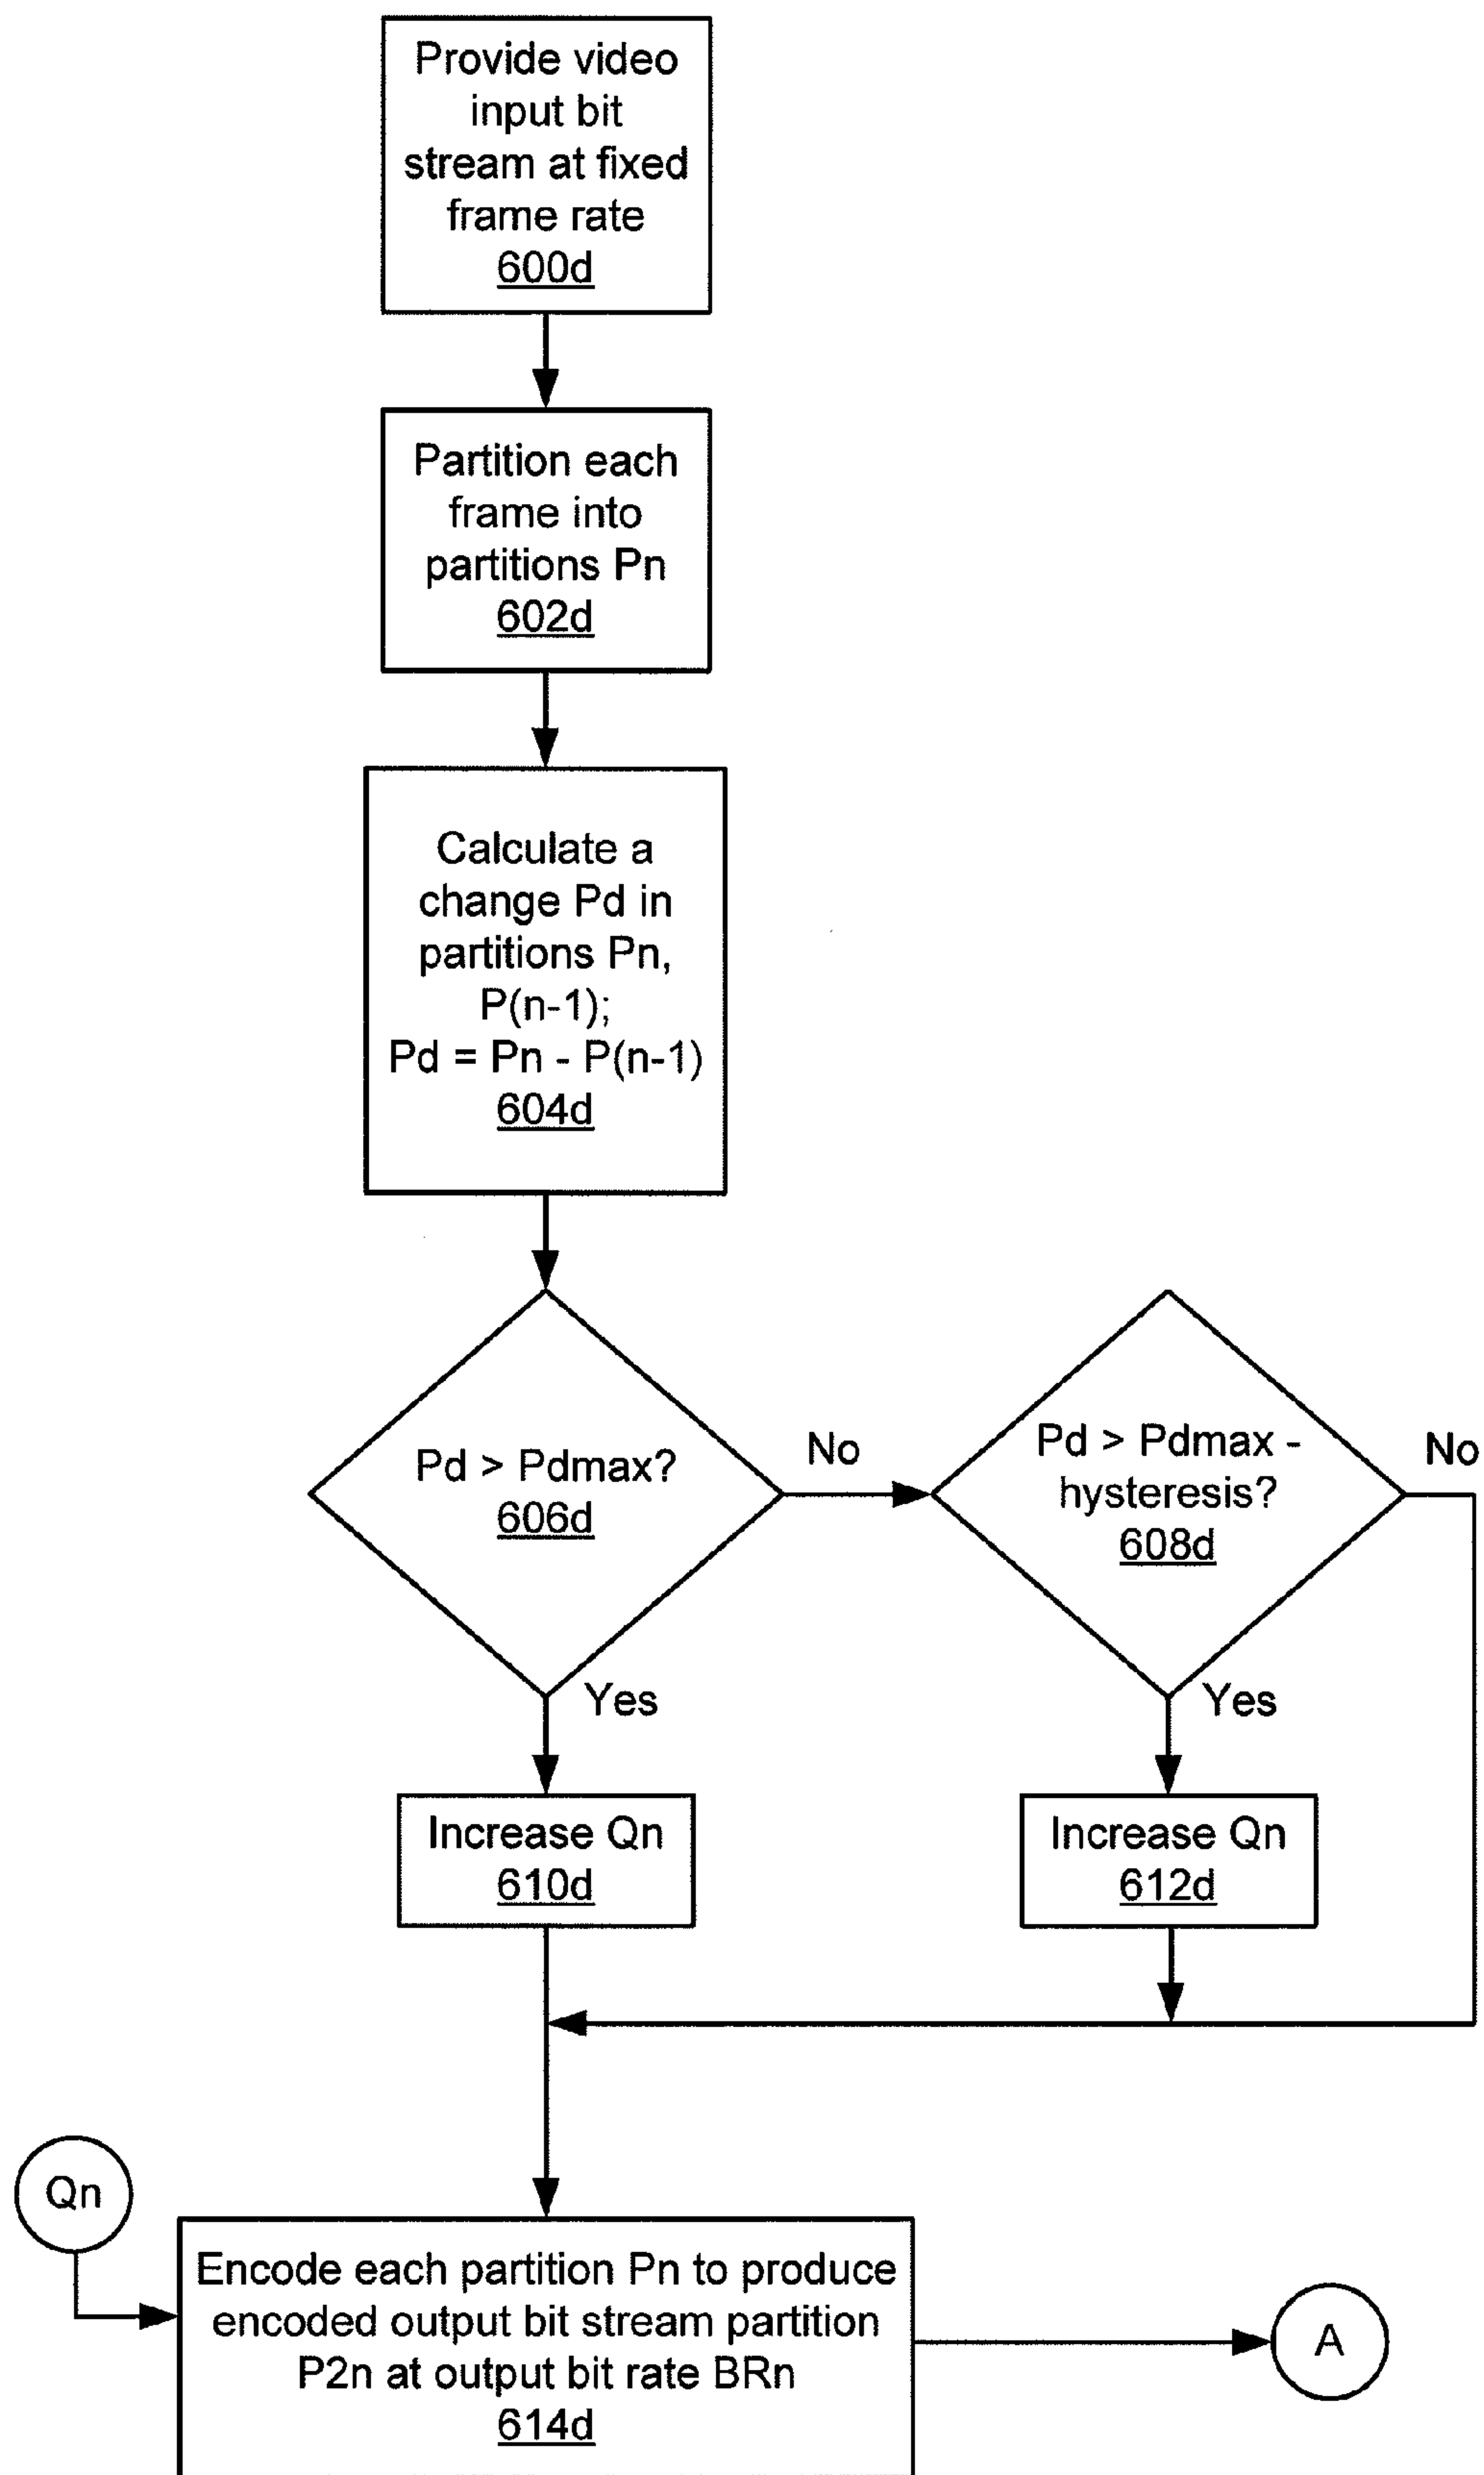 Provide video
input bit
stream at fixed
frame rate
600d
Partition each
frame into
partitions Pn
602d
Calculate a
change Pd in
partitions Pn,
P(n-1);
Pd = Pn - P(n-1)
604d
Pd > Pdmax?
606d
No
Pd > Pdmax -
hysteresis?
608d
No
Yes
Yes
Increase Qn
610d
Increase Qn
612d
Qn
Encode each partition Pn to produce
encoded output bit stream partition
P2n at output bit rate BRn
614d
A